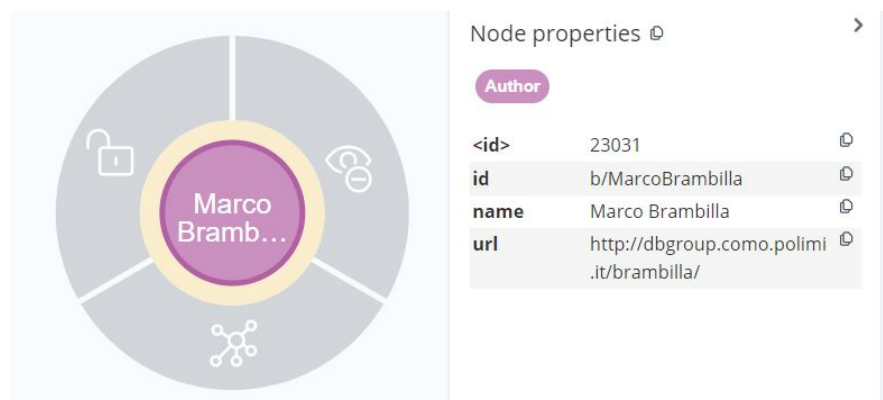 Marco
Bramb...
Node properties
Author
<id> 23031
id b/MarcoBrambilla
name Marco Brambilla
url http://dbgroup.como.polimi
.it/brambilla/